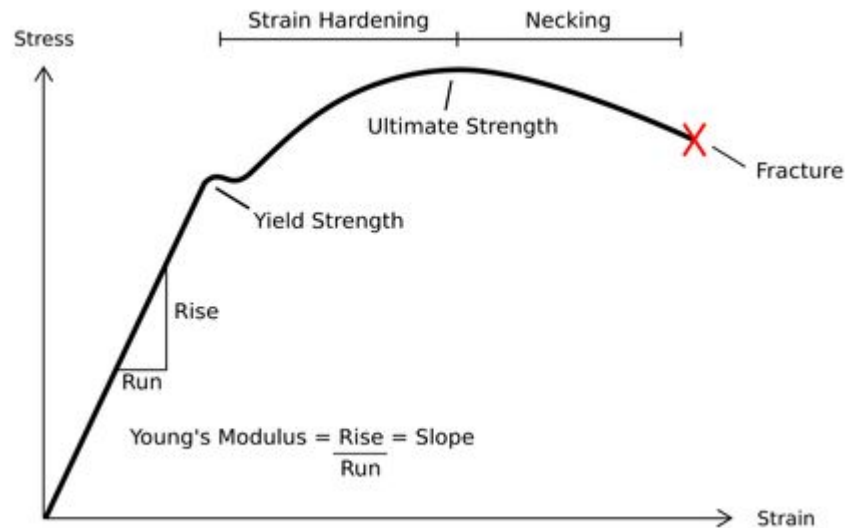 Strain Hardening
Necking
Stress
Ultimate Strength
Fracture
Yield Strength
Rise
Run
Young's Modulus = Rise = Slope
Run
Strain